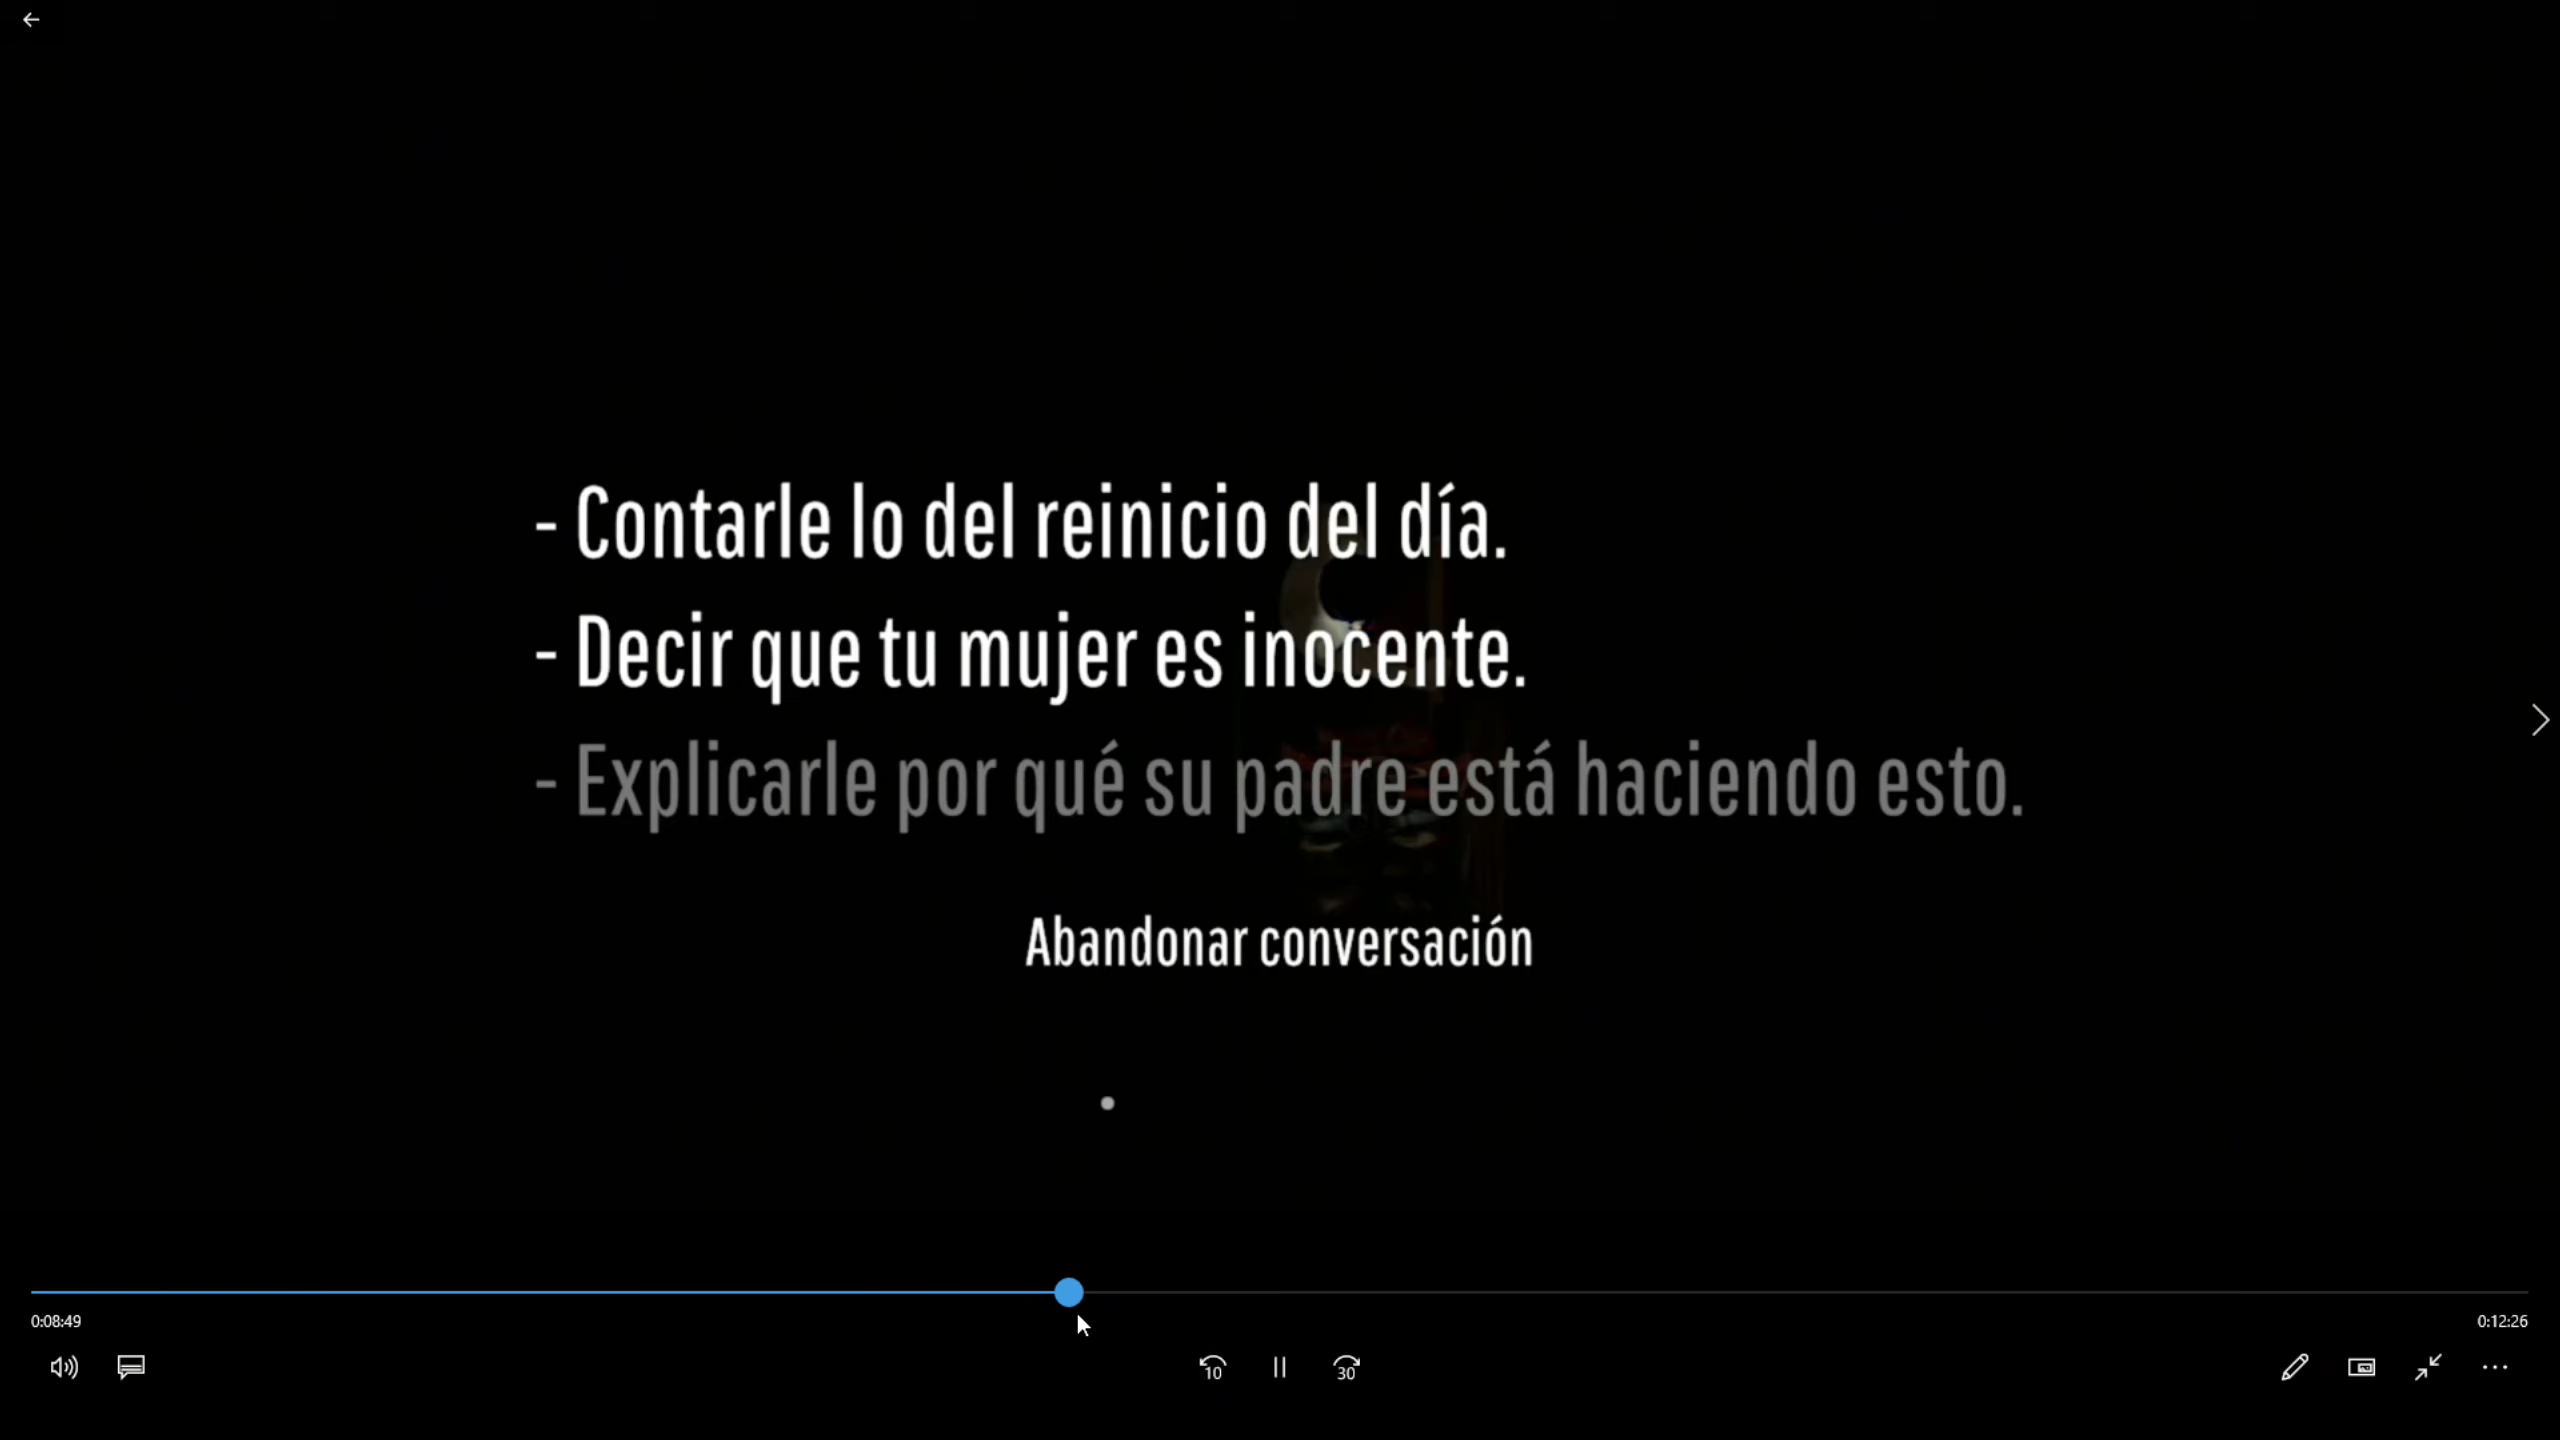 - Contarle lo del reinicio del día.
- Decir que tu mujer es inocente.
- Explicarle por qué su padre está haciendo esto.
Abandonar conversación
0:08:49
0:12:26
10
30